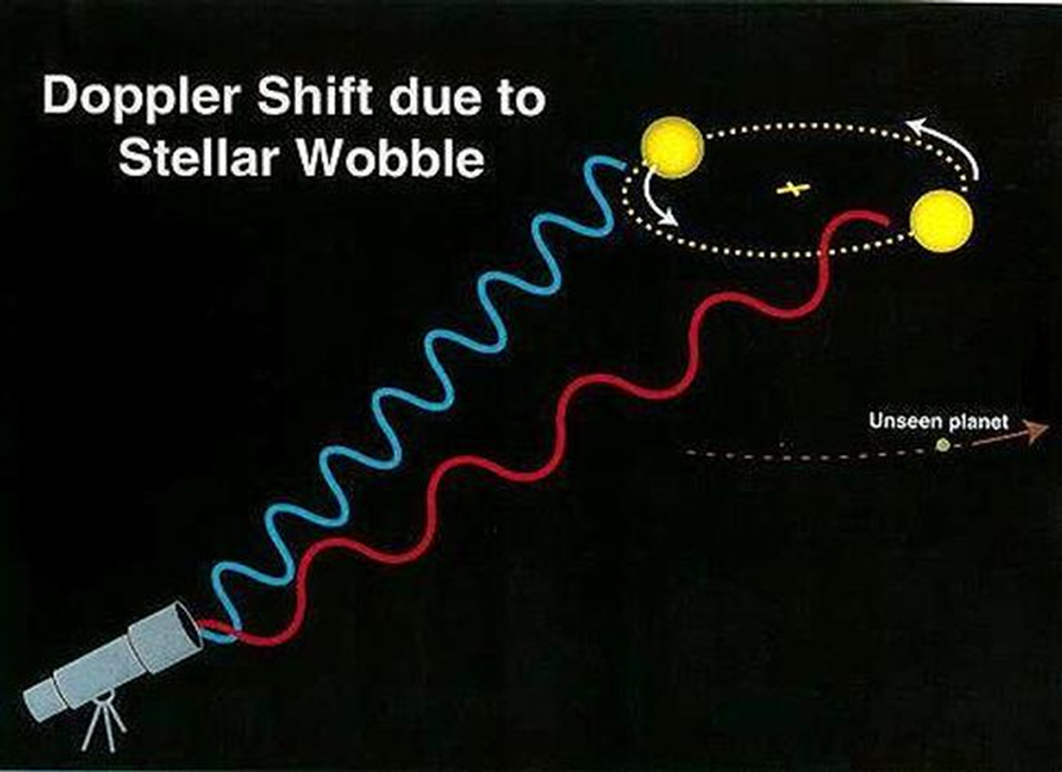 Doppler Shift due to
Stellar Wobble
Unseen planet